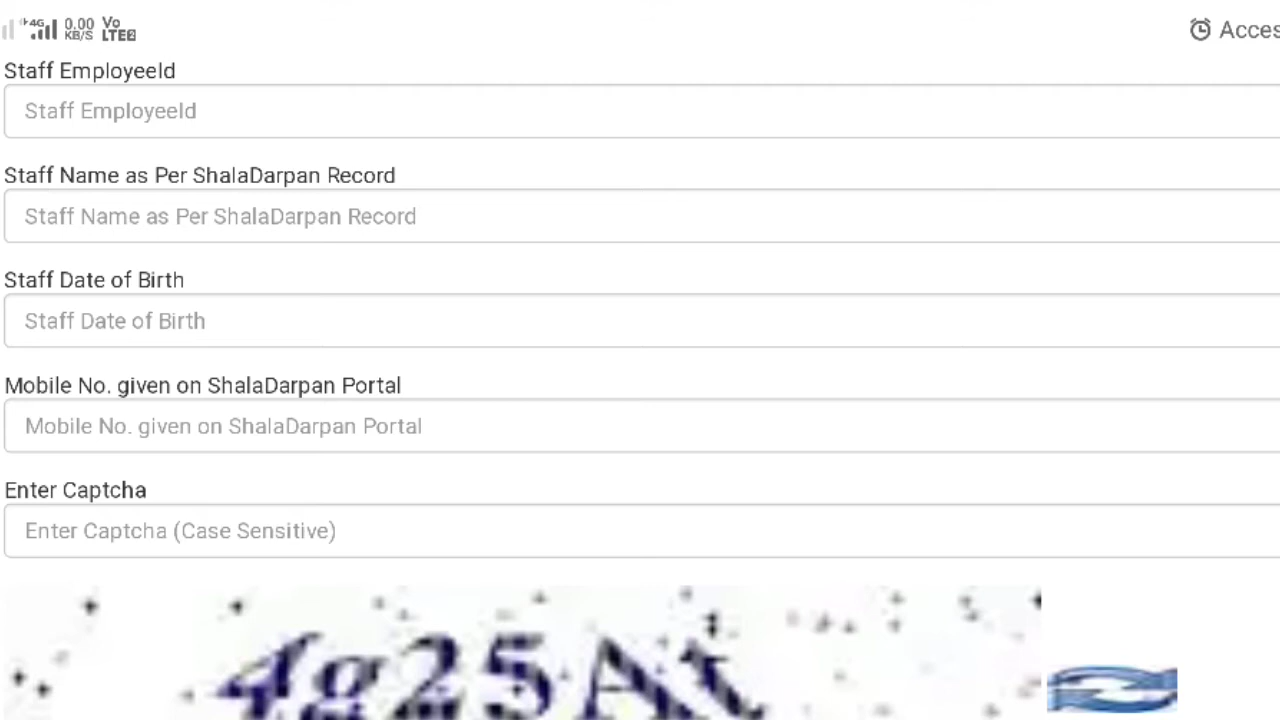 4G 0.00 KB/S Vo LTE2 Acces
Staff EmployeeId
Staff EmployeeId
Staff Name as Per ShalaDarpan Record
Staff Name as Per ShalaDarpan Record
Staff Date of Birth
Staff Date of Birth
Mobile No. given on ShalaDarpan Portal
Mobile No. given on ShalaDarpan Portal
Enter Captcha
Enter Captcha (Case Sensitive)
4g25At